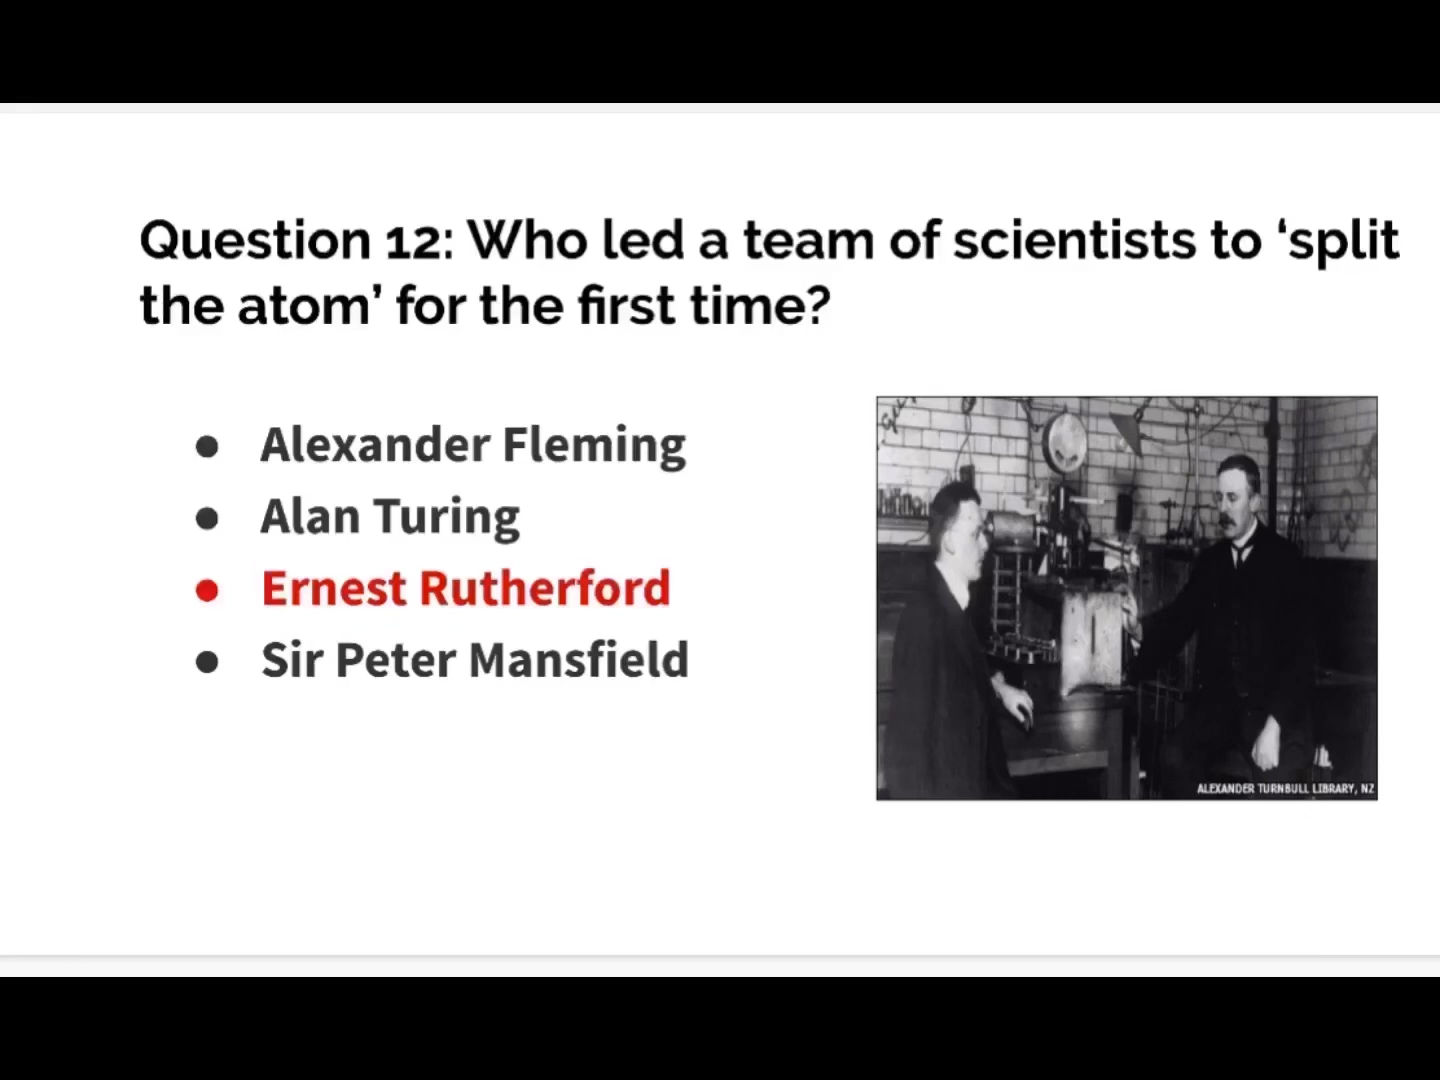 Question 12: Who led a team of scientists to ‘split
the atom’ for the first time?
● Alexander Fleming
● Alan Turing
● Ernest Rutherford
● Sir Peter Mansfield
ALEXANDER TURNBULL LIBRARY, NZ